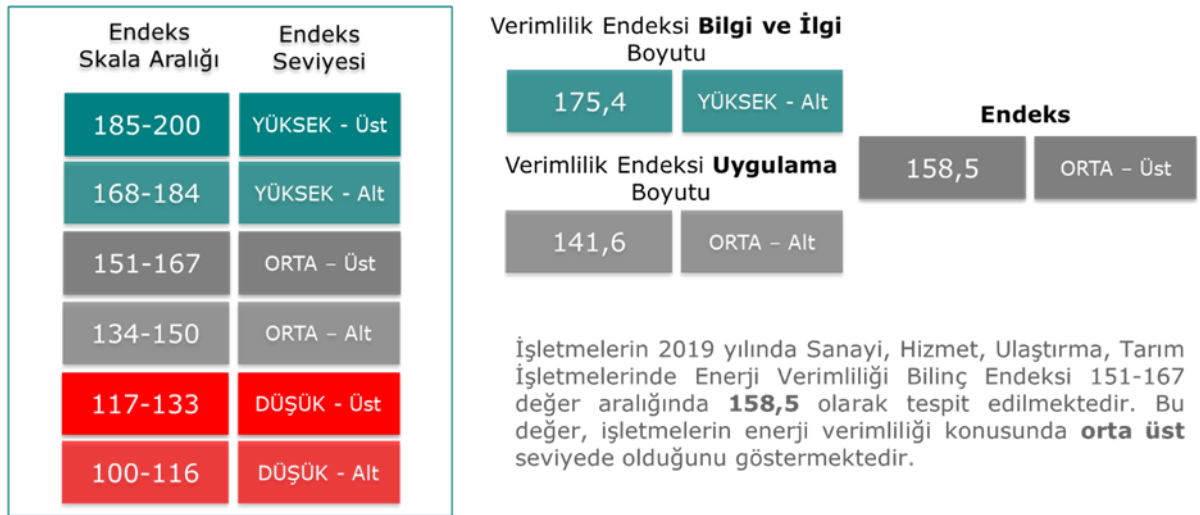 Endeks
Skala Aralığı
Endeks
Seviyesi
185-200
YÜKSEK - Üst
168-184
YÜKSEK - Alt
151-167
ORTA – Üst
134-150
ORTA – Alt
117-133
DÜŞÜK - Üst
100-116
DÜŞÜK - Alt
Verimlilik Endeksi Bilgi ve İlgi
Boyutu
175,4
YÜKSEK - Alt
Verimlilik Endeksi Uygulama
Boyutu
141,6
ORTA – Alt
Endeks
158,5
ORTA – Üst
İşletmelerin 2019 yılında Sanayi, Hizmet, Ulaştırma, Tarım
İşletmelerinde Enerji Verimliliği Bilinç Endeksi 151-167
değer aralığında 158,5 olarak tespit edilmektedir. Bu
değer, işletmelerin enerji verimliliği konusunda orta üst
seviyede olduğunu göstermektedir.